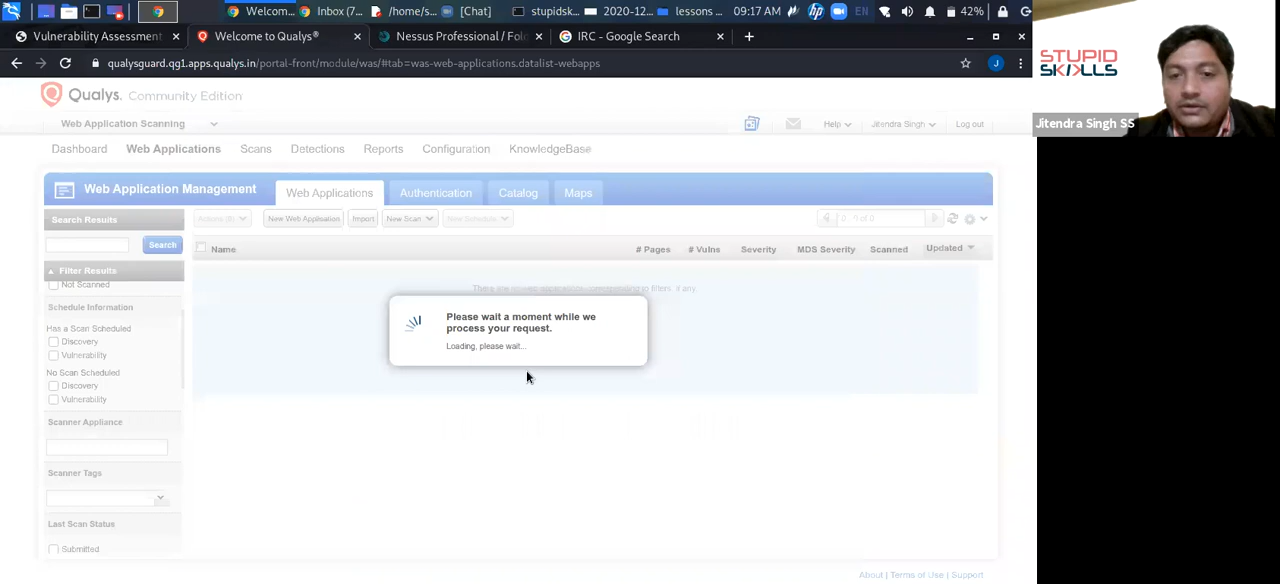 Welcom... Inbox (7... /home/s... [Chat] stupidsk... 2020-12... lessons ... 09:17 AM EN 42%
Vulnerability Assessment × Welcome to Qualys® × Nessus Professional / Fol × IRC - Google Search × +
qualysguard.qg1.apps.qualys.in/portal-front/module/was/#tab=was-web-applications.datalist-webapps J
STUPID
SKILLS
Jitendra Singh SS
Qualys. Community Edition
Web Application Scanning Help Jitendra Singh Log out
Dashboard Web Applications Scans Detections Reports Configuration KnowledgeBase
Web Application Management Web Applications Authentication Catalog Maps
Search Results Actions (0) New Web Application Import New Scan New Schedule
Search
Name # Pages # Vulns Severity MDS Severity Scanned Updated
Filter Results
Not Scanned
Schedule Information
Has a Scan Scheduled
Discovery
Vulnerability
No Scan Scheduled
Discovery
Vulnerability
Scanner Appliance
Scanner Tags
Last Scan Status
Submitted
Please wait a moment while we
process your request.
Loading, please wait...
About | Terms of Use | Support